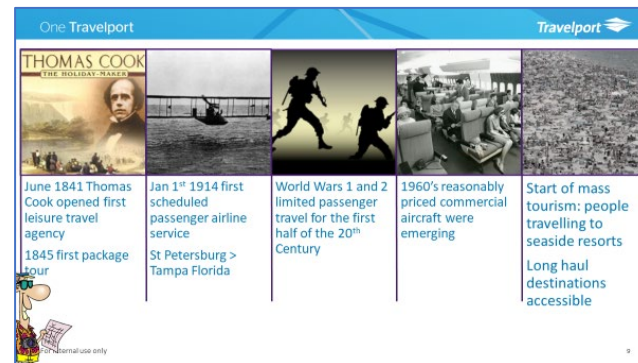 One Travelport
Travelport
THOMAS COOK
THE HOLIDAY-MAKER
June 1841 Thomas
Cook opened first
leisure travel
agency
1845 first package
tour
Jan 1st 1914 first
scheduled
passenger airline
service
St Petersburg >
Tampa Florida
World Wars 1 and 2
limited passenger
travel for the first
half of the 20th
Century
1960's reasonably
priced commercial
aircraft were
emerging
Start of mass
tourism: people
travelling to
seaside resorts
Long haul
destinations
accessible
For internal use only
9